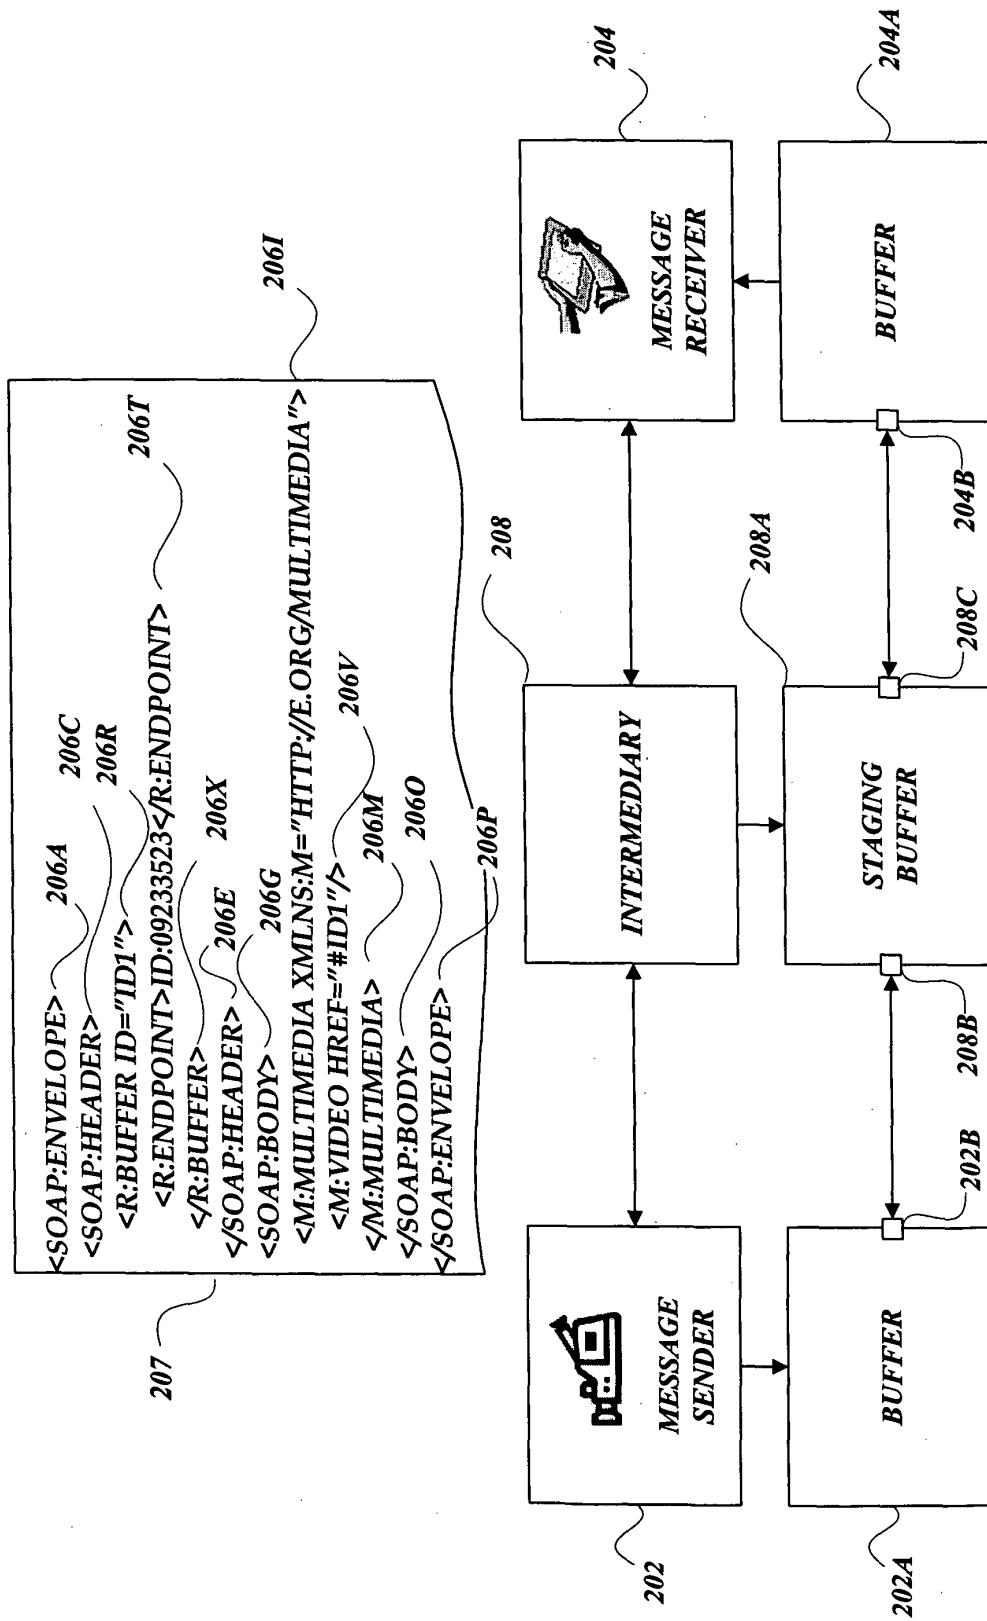 <SOAP:ENVELOPE> 206A
<SOAP:HEADER> 206C
<R:BUFFER ID="ID1"> 206R
<R:ENDPOINT>ID:09233523</R:ENDPOINT> 206T
</R:BUFFER> 206X
</SOAP:HEADER> 206E
<SOAP:BODY> 206G
<M:MULTIMEDIA XMLNS:M="HTTP://E.ORG/MULTIMEDIA"> 206I
<M:VIDEO HREF="#ID1"/> 206V
</M:MULTIMEDIA> 206M
</SOAP:BODY> 206O
</SOAP:ENVELOPE> 206P
207
202
MESSAGE
SENDER
208
INTERMEDIARY
204
MESSAGE
RECEIVER
202A
BUFFER
202B
208A
STAGING
BUFFER
208B
208C
204A
BUFFER
204B